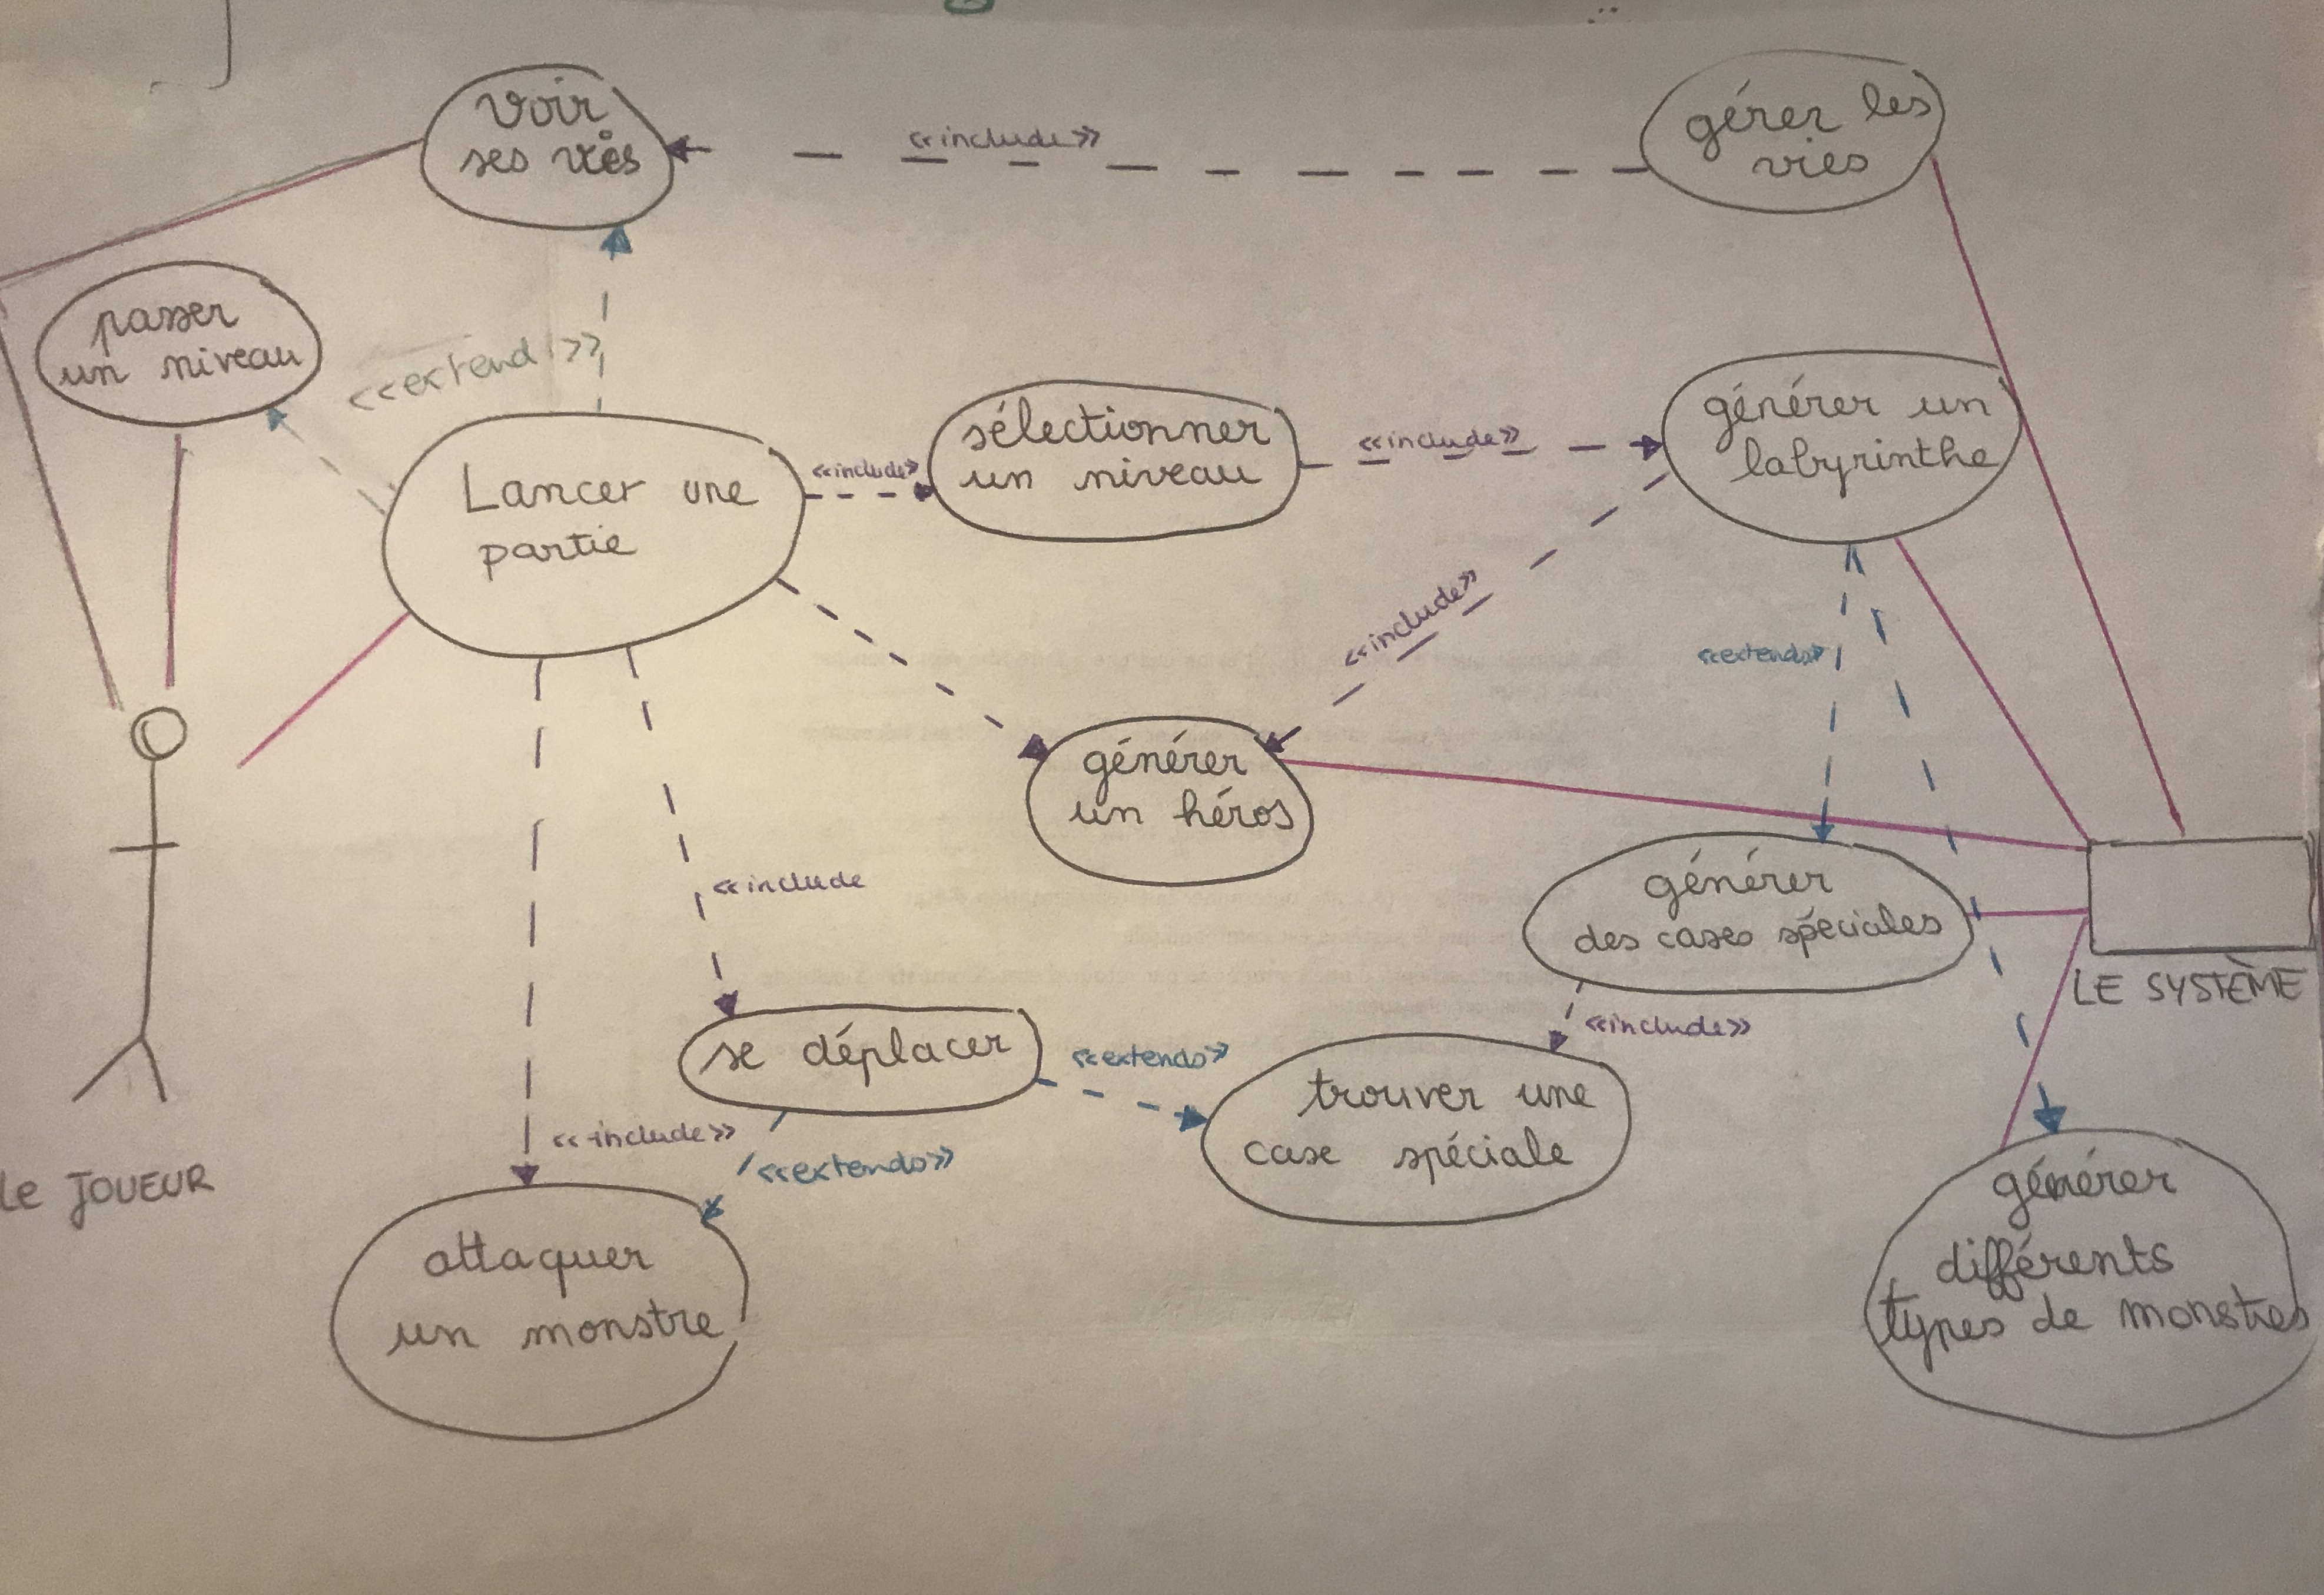 voir
ses vies
«include»
gérer les
vies
passer
un niveau
<<extend>>
Lancer une
partie
«include»
sélectionner
un niveau
«include»
générer un
labyrinthe
«include»
«extends»
générer
un héros
«include
générer
des cases spéciales
LE SYSTÈME
«include»
se déplacer
«extends»
trouver une
case spéciale
«include»
«extends»
Le JOUEUR
attaquer
un monstre
générer
différents
types de monstres